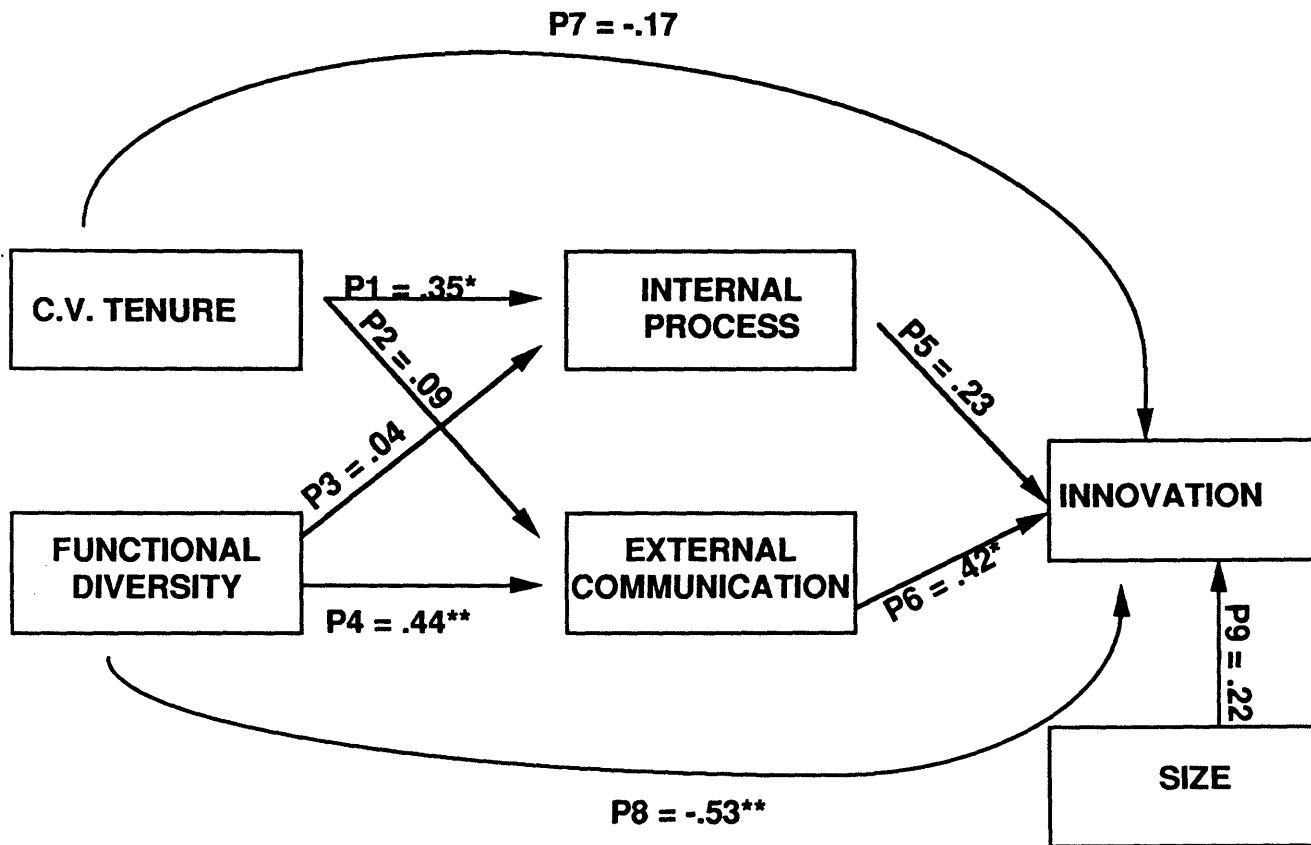 P7 = -.17
C.V. TENURE
P1 = .35*
INTERNAL
PROCESS
P2 = .09
P5 = .23
P3 = .04
INNOVATION
FUNCTIONAL
DIVERSITY
EXTERNAL
COMMUNICATION
P4 = .44**
P6 = .42*
P9 = .22
SIZE
P8 = -.53**